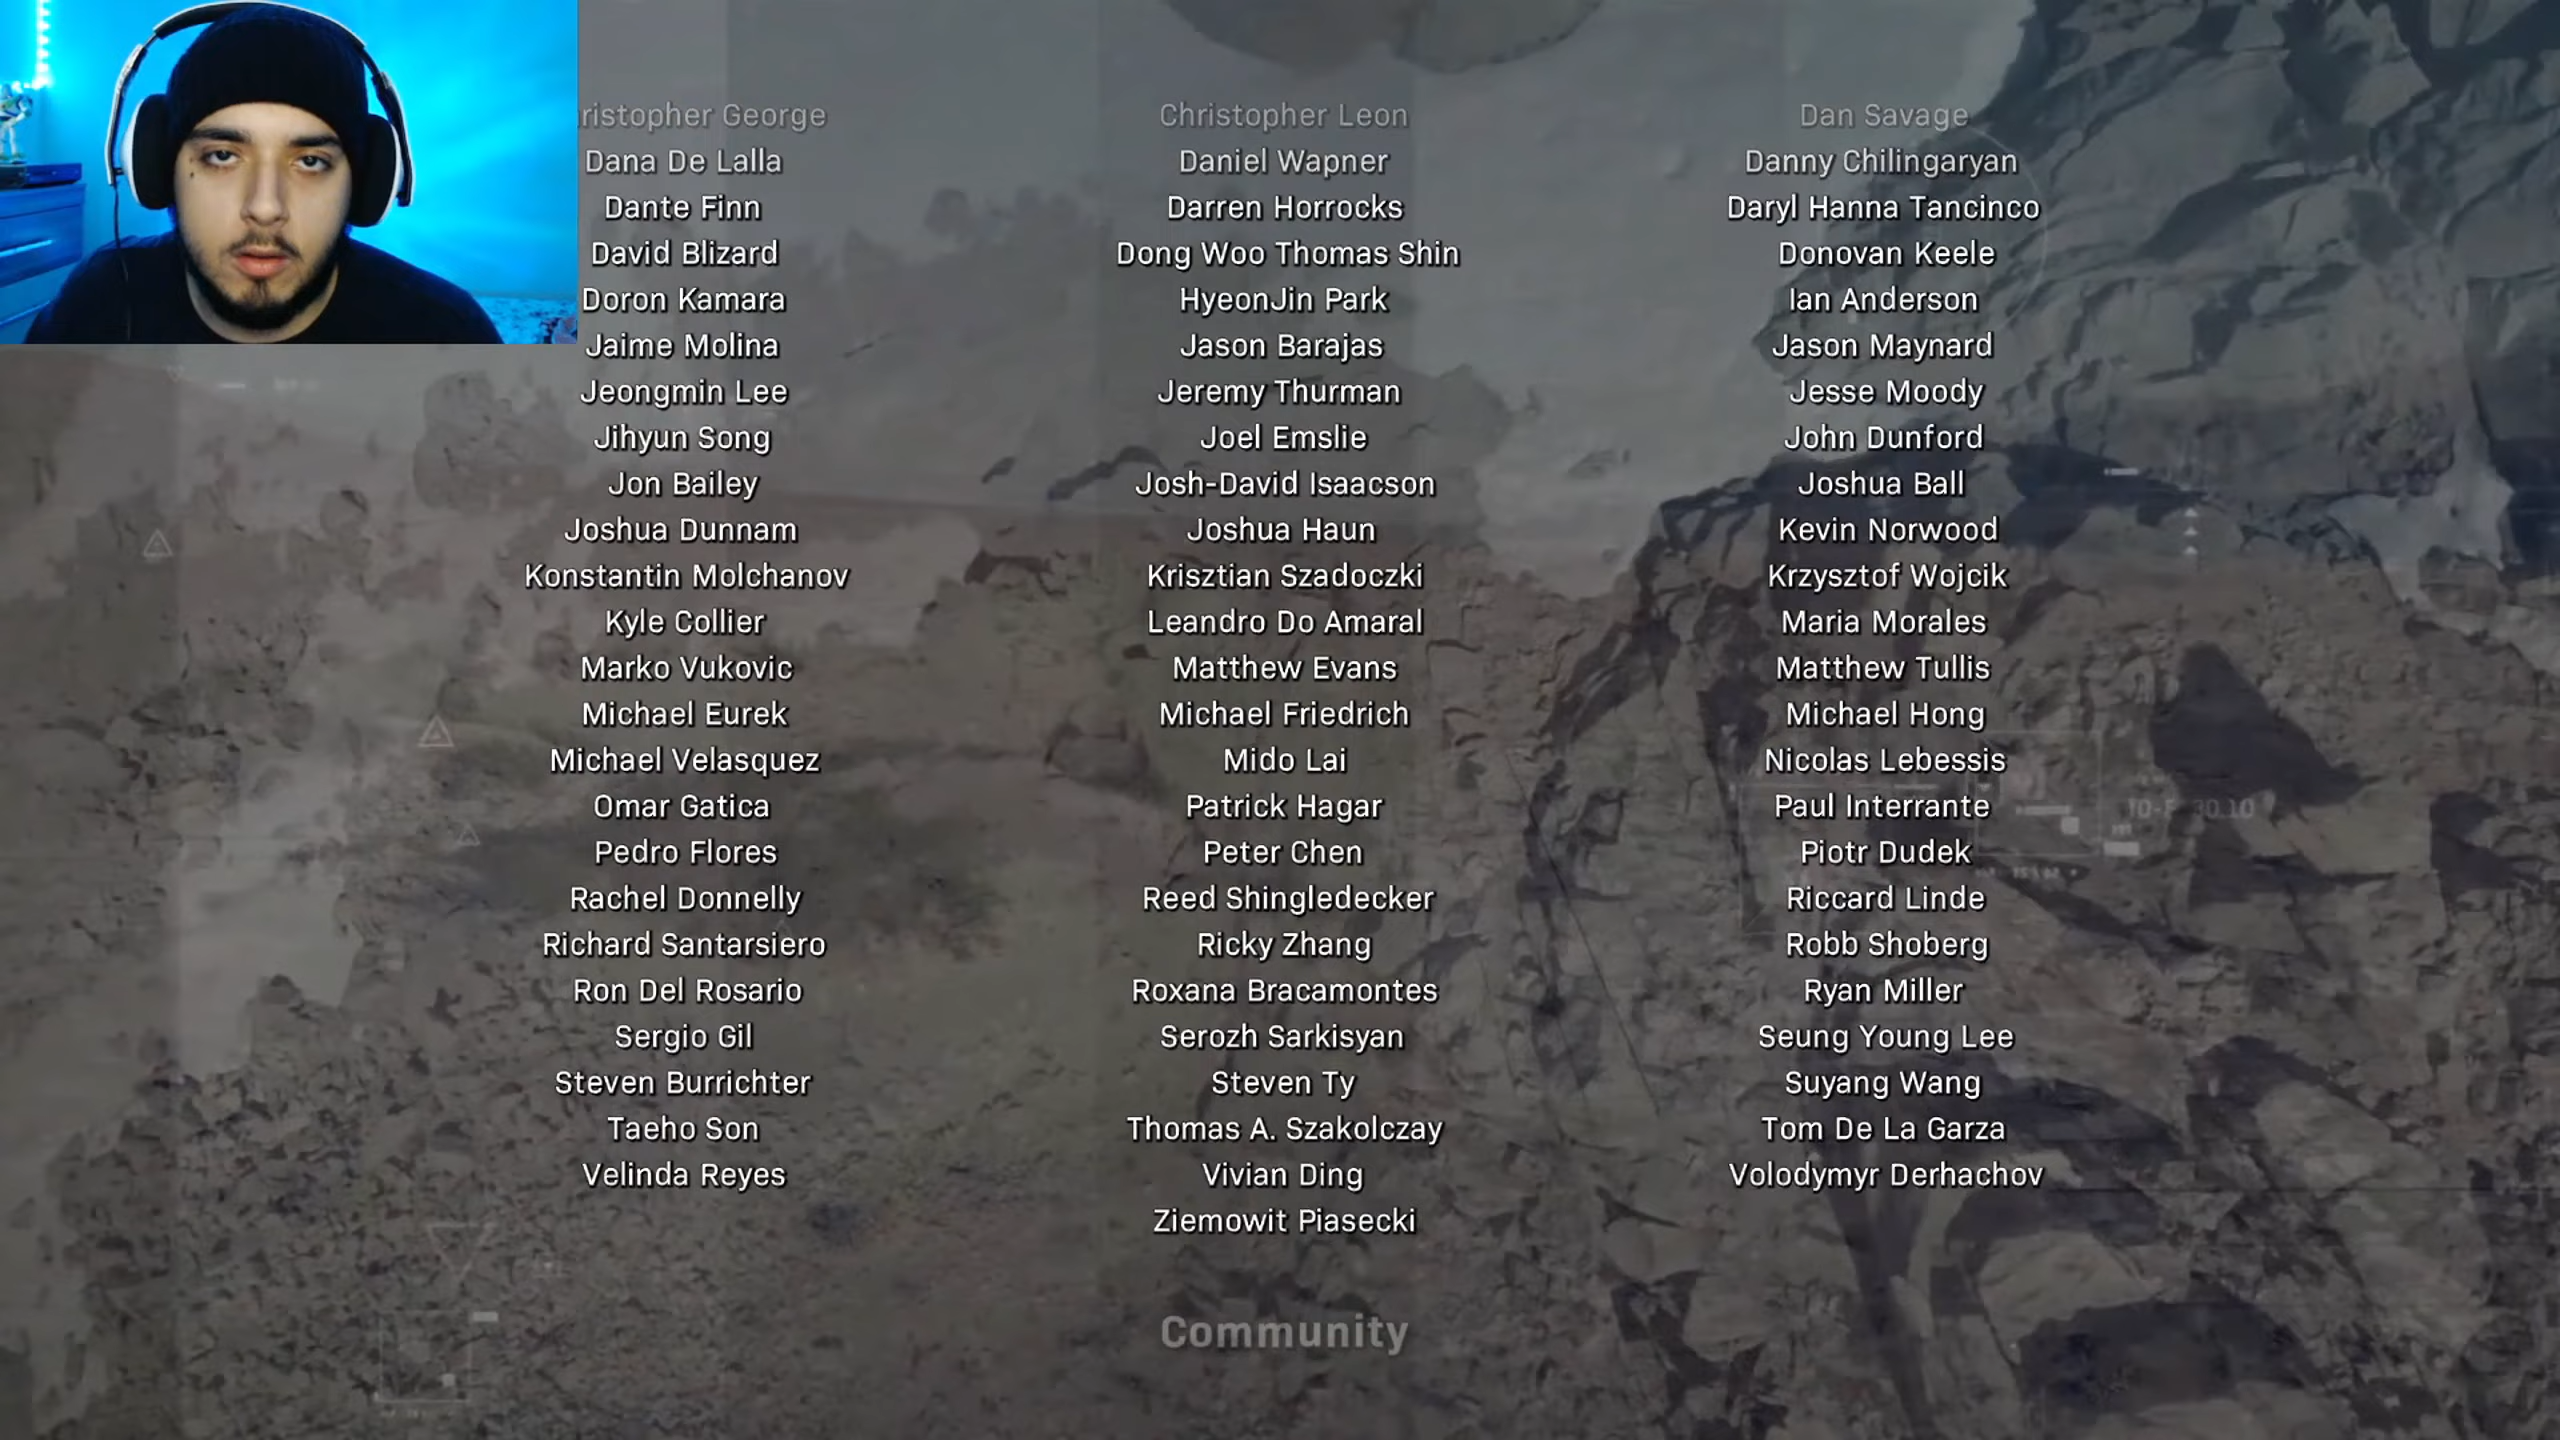 ristopher George Christopher Leon Dan Savage
Dana De Lalla Daniel Wapner Danny Chilingaryan
Dante Finn Darren Horrocks Daryl Hanna Tancinco
David Blizard Dong Woo Thomas Shin Donovan Keele
Doron Kamara HyeonJin Park Ian Anderson
Jaime Molina Jason Barajas Jason Maynard
Jeongmin Lee Jeremy Thurman Jesse Moody
Jihyun Song Joel Emslie John Dunford
Jon Bailey Josh-David Isaacson Joshua Ball
Joshua Dunnam Joshua Haun Kevin Norwood
Konstantin Molchanov Krisztian Szadoczki Krzysztof Wojcik
Kyle Collier Leandro Do Amaral Maria Morales
Marko Vukovic Matthew Evans Matthew Tullis
Michael Eurek Michael Friedrich Michael Hong
Michael Velasquez Mido Lai Nicolas Lebessis
Omar Gatica Patrick Hagar Paul Interrante
Pedro Flores Peter Chen Piotr Dudek
Rachel Donnelly Reed Shingledecker Riccard Linde
Richard Santarsiero Ricky Zhang Robb Shoberg
Ron Del Rosario Roxana Bracamontes Ryan Miller
Sergio Gil Serozh Sarkisyan Seung Young Lee
Steven Burrichter Steven Ty Suyang Wang
Taeho Son Thomas A. Szakolczay Tom De La Garza
Velinda Reyes Vivian Ding Volodymyr Derhachov
Ziemowit Piasecki
Community